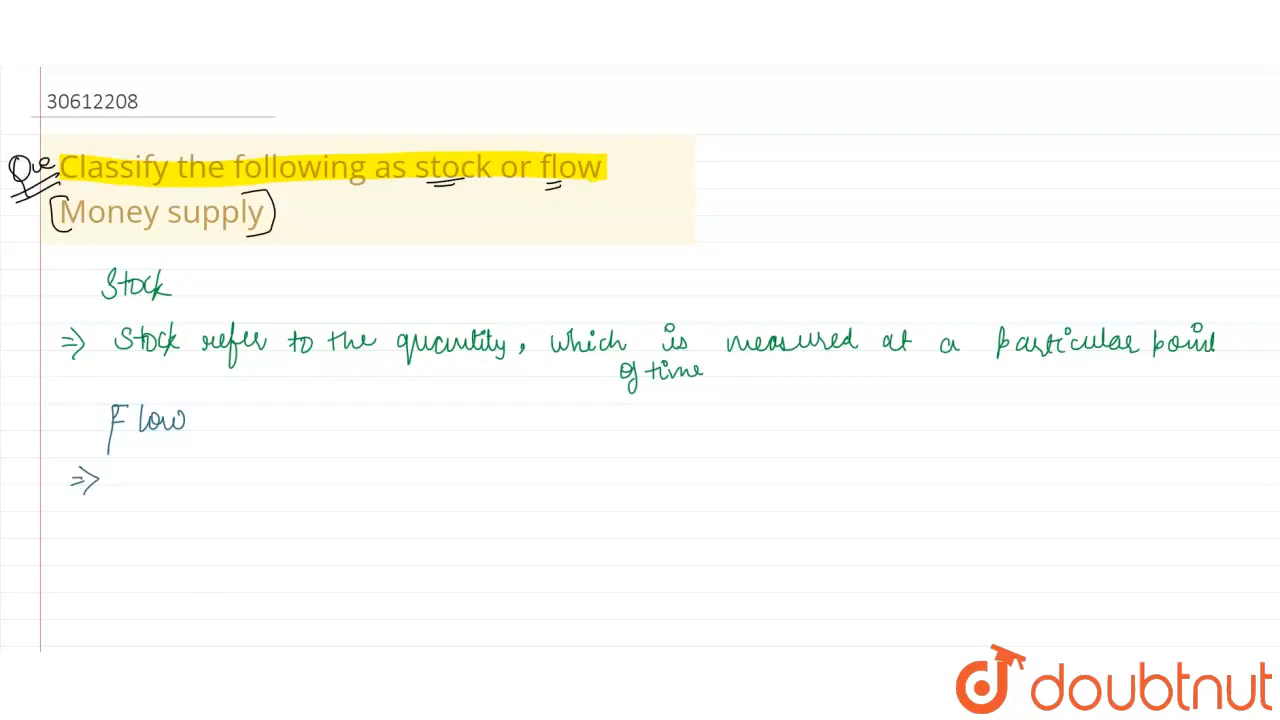 30612208
Que Classify the following as stock or flow
(Money supply)
Stock
⇒ Stock refer to the quantity, which is measured at a particular point
of time
Flow
⇒
doubtnut